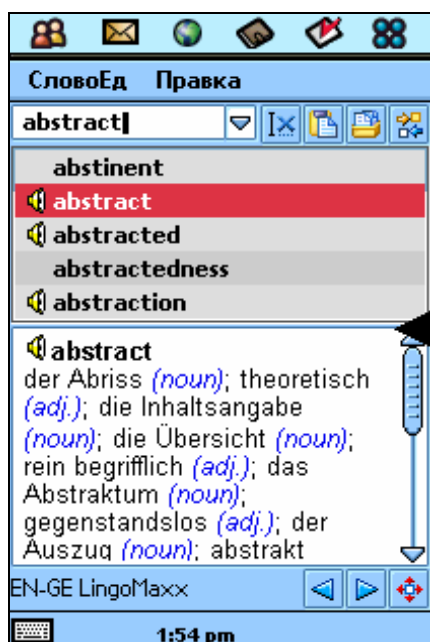 СловоЕд Правка
abstract
abstinent
abstract
abstracted
abstractedness
abstraction
abstract
der Abriss (noun); theoretisch
(adj.); die Inhaltsangabe
(noun); die Übersicht (noun);
rein begrifflich (adj.); das
Abstraktum (noun);
gegenstandslos (adj.); der
Auszug (noun); abstrakt
EN-GE LingoMaxx
1:54 pm